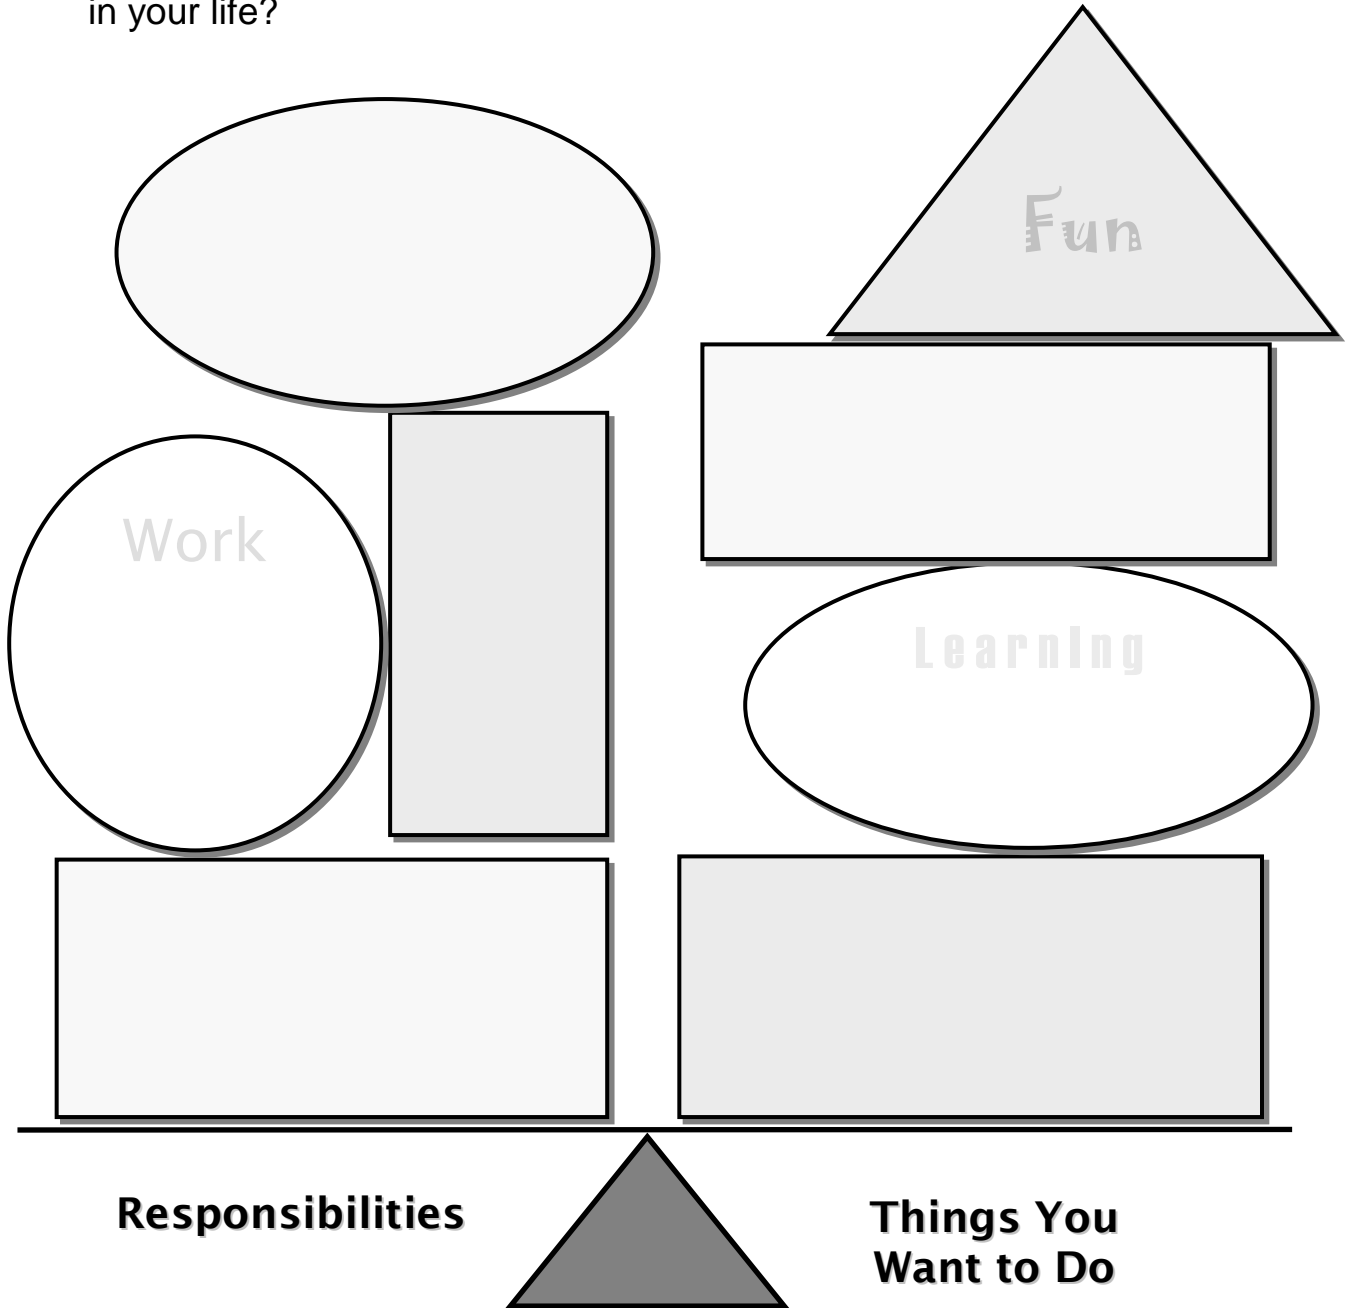 in your life?
Fun
Work
Learning
Responsibilities
Things You
Want to Do